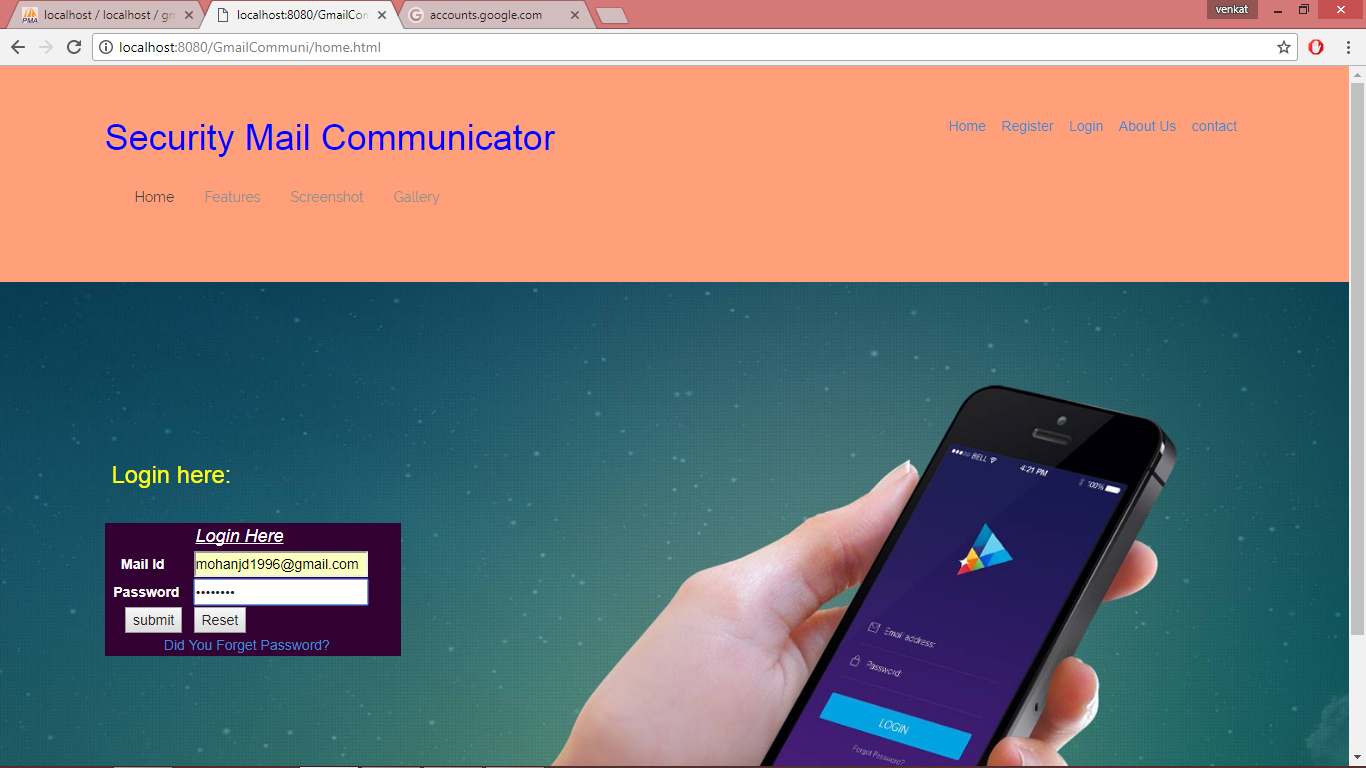 PMA localhost / localhost / gm
localhost:8080/GmailCom
accounts.google.com
venkat
localhost:8080/GmailCommuni/home.html
Security Mail Communicator
Home Register Login About Us contact
Home Features Screenshot Gallery
Login here:
Login Here
Mail Id mohanjd1996@gmail.com
Password ••••••••
submit Reset
Did You Forget Password?
BELL 4:21 PM 100%
Email address:
Password:
LOGIN
Forgot Password?